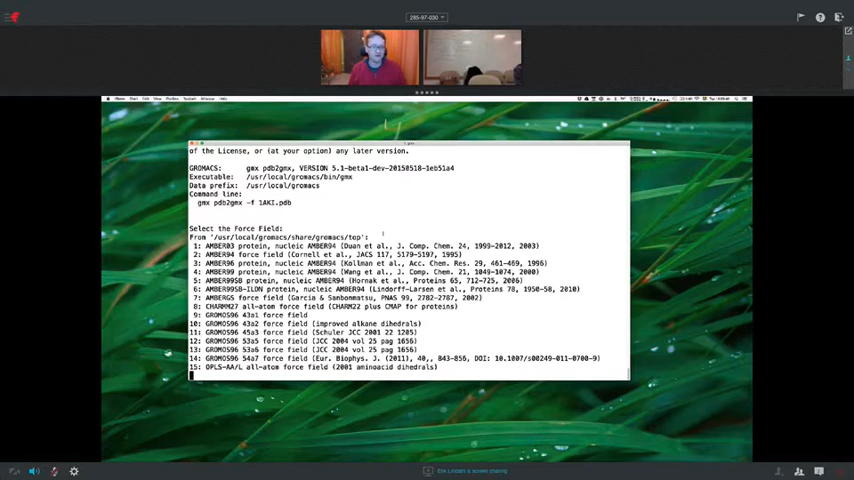 285-97-030
of the License, or (at your option) any later version.
GROMACS: gmx pdb2gmx, VERSION 5.1-beta1-dev-20150518-1eb51a4
Executable: /usr/local/gromacs/bin/gmx
Data prefix: /usr/local/gromacs
Command line:
gmx pdb2gmx -f 1AKI.pdb
Select the Force Field:
From '/usr/local/gromacs/share/gromacs/top':
1: AMBER03 protein, nucleic AMBER94 (Duan et al., J. Comp. Chem. 24, 1999-2012, 2003)
2: AMBER94 force field (Cornell et al., JACS 117, 5179-5197, 1995)
3: AMBER96 protein, nucleic AMBER94 (Kollman et al., Acc. Chem. Res. 29, 461-469, 1996)
4: AMBER99 protein, nucleic AMBER94 (Wang et al., J. Comp. Chem. 21, 1049-1074, 2000)
5: AMBER99SB protein, nucleic AMBER94 (Hornak et al., Proteins 65, 712-725, 2006)
6: AMBER99SB-ILDN protein, nucleic AMBER94 (Lindorff-Larsen et al., Proteins 78, 1950-58, 2010)
7: AMBERGS force field (Garcia & Sanbonmatsu, PNAS 99, 2782-2787, 2002)
8: CHARMM27 all-atom force field (CHARM22 plus CMAP for proteins)
9: GROMOS96 43a1 force field
10: GROMOS96 43a2 force field (improved alkane dihedrals)
11: GROMOS96 45a3 force field (Schuler JCC 2001 22 1205)
12: GROMOS96 53a5 force field (JCC 2004 vol 25 pag 1656)
13: GROMOS96 53a6 force field (JCC 2004 vol 25 pag 1656)
14: GROMOS96 54a7 force field (Eur. Biophys. J. (2011), 40,, 843-856, DOI: 10.1007/s00249-011-0700-9)
15: OPLS-AA/L all-atom force field (2001 aminoacid dihedrals)
Erik Lindahl is screen sharing